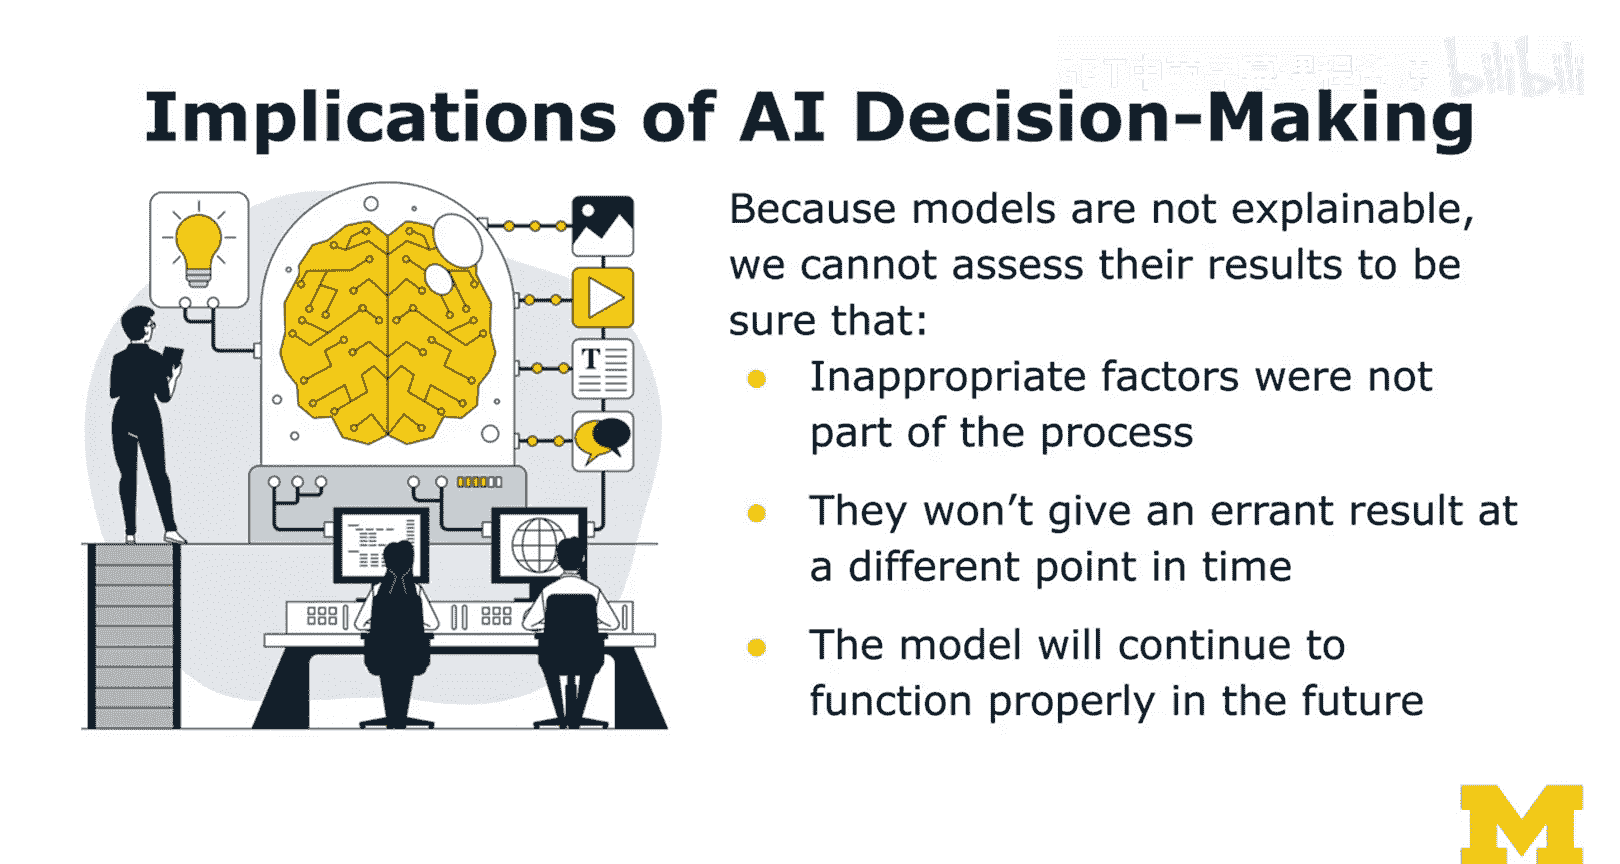 bilibili
Implications of AI Decision-Making
Because models are not explainable,
we cannot assess their results to be
sure that:
Inappropriate factors were not
part of the process
They won’t give an errant result at
a different point in time
The model will continue to
function properly in the future
T
M